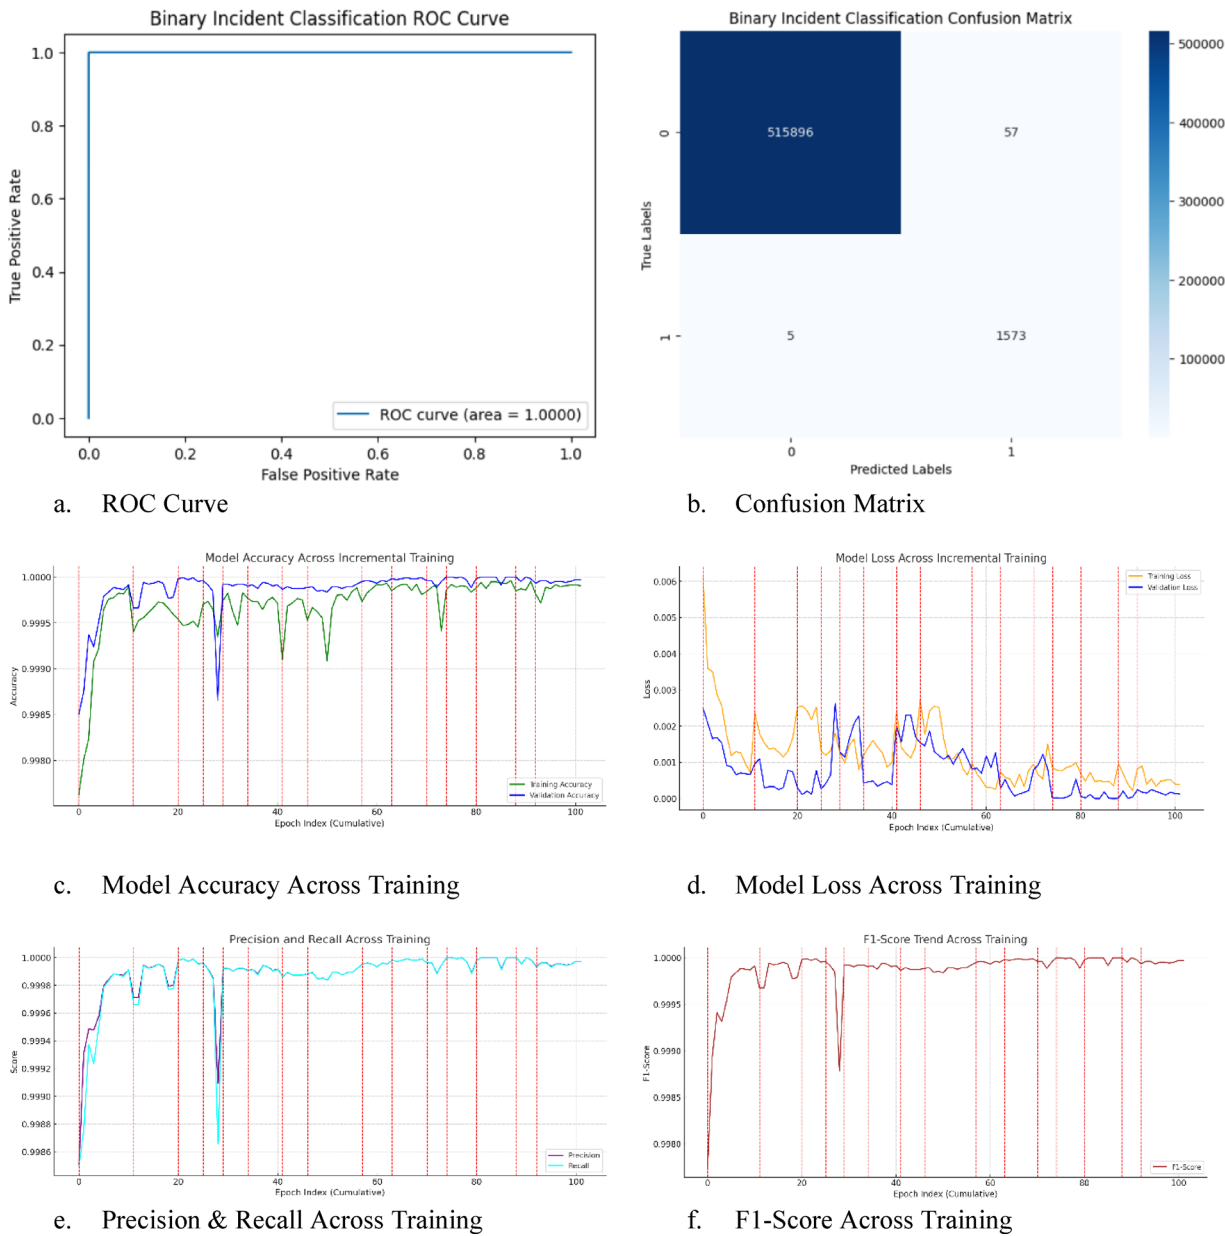 Binary Incident Classification ROC Curve
1.0
0.8
0.6
0.4
0.2
0.0
True Positive Rate
ROC curve (area = 1.0000)
0.0 0.2 0.4 0.6 0.8 1.0
False Positive Rate
a. ROC Curve
Binary Incident Classification Confusion Matrix
515896 57
5 1573
0
1
True Labels
0 1
Predicted Labels
500000
400000
300000
200000
100000
b. Confusion Matrix
Model Accuracy Across Incremental Training
1.0000
0.9995
0.9990
0.9985
0.9980
Accuracy
Training Accuracy
Validation Accuracy
0 20 40 60 80 100
Epoch Index (Cumulative)
c. Model Accuracy Across Training
Model Loss Across Incremental Training
0.006
0.005
0.004
0.003
0.002
0.001
0.000
Loss
Training Loss
Validation Loss
0 20 40 60 80 100
Epoch Index (Cumulative)
d. Model Loss Across Training
Precision and Recall Across Training
1.0000
0.9998
0.9996
0.9994
0.9992
0.9990
0.9988
0.9986
Score
Precision
Recall
0 20 40 60 80 100
Epoch Index (Cumulative)
e. Precision & Recall Across Training
F1-Score Trend Across Training
1.0000
0.9995
0.9990
0.9985
0.9980
F1-Score
F1-Score
0 20 40 60 80 100
Epoch Index (Cumulative)
f. F1-Score Across Training